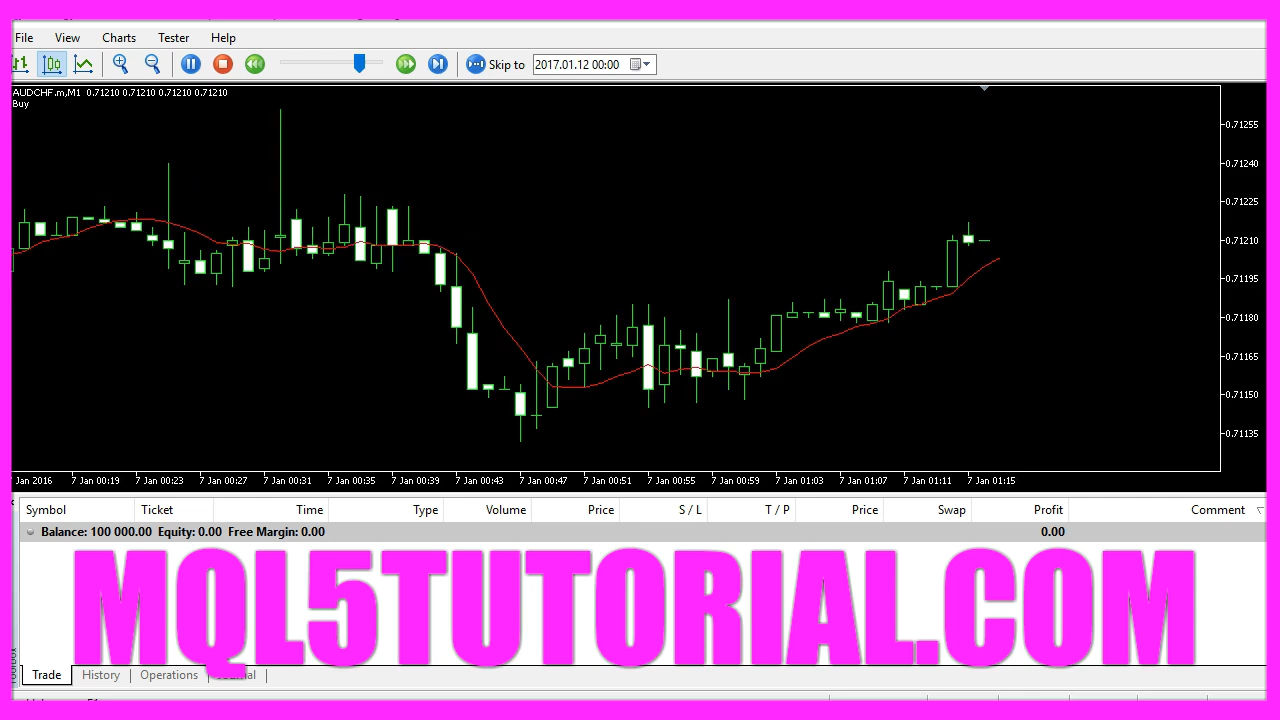 File View Charts Tester Help
Skip to 2017.01.12 00:00
AUDCHF.m,M1 0.71210 0.71210 0.71210 0.71210
Buy
0.71255
0.71240
0.71225
0.71210
0.71195
0.71180
0.71165
0.71150
0.71135
Jan 2016 7 Jan 00:19 7 Jan 00:23 7 Jan 00:27 7 Jan 00:31 7 Jan 00:35 7 Jan 00:39 7 Jan 00:43 7 Jan 00:47 7 Jan 00:51 7 Jan 00:55 7 Jan 00:59 7 Jan 01:03 7 Jan 01:07 7 Jan 01:11 7 Jan 01:15
Symbol Ticket Time Type Volume Price S / L T / P Price Swap Profit Comment
Balance: 100 000.00 Equity: 0.00 Free Margin: 0.00 0.00
MQL5TUTORIAL.COM
Trade History Operations